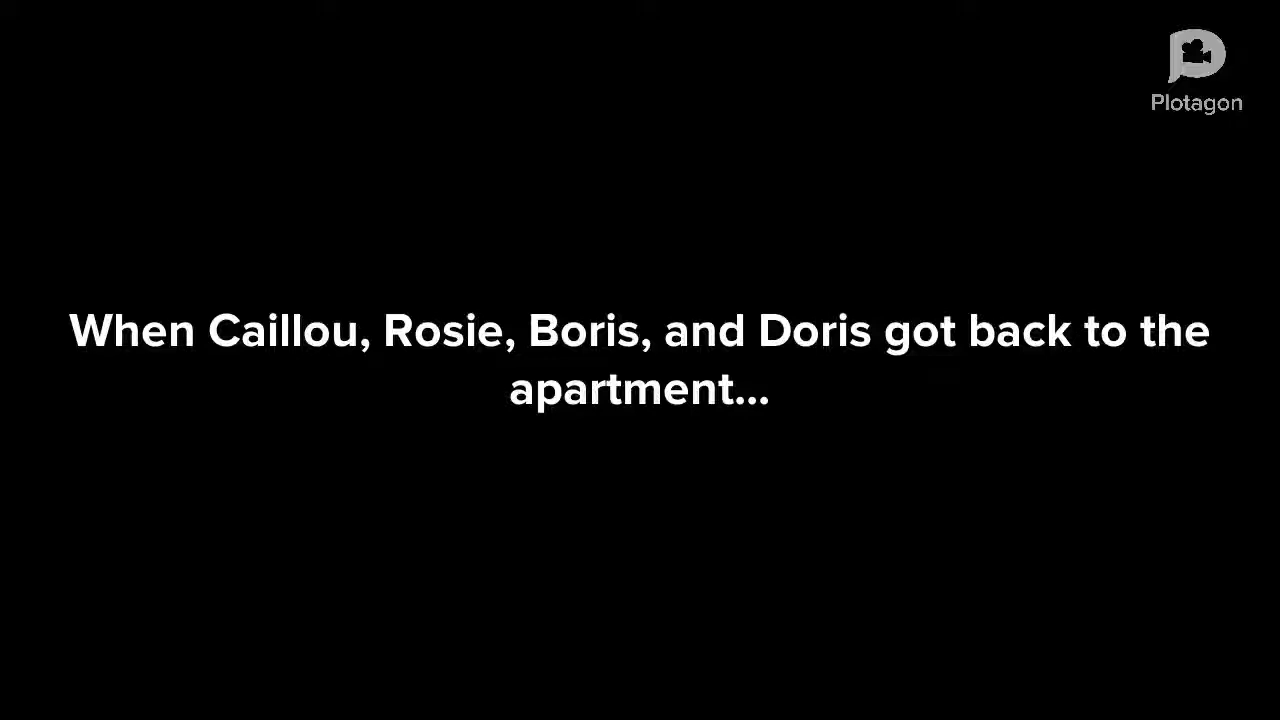 Plotagon
When Caillou, Rosie, Boris, and Doris got back to the
apartment...